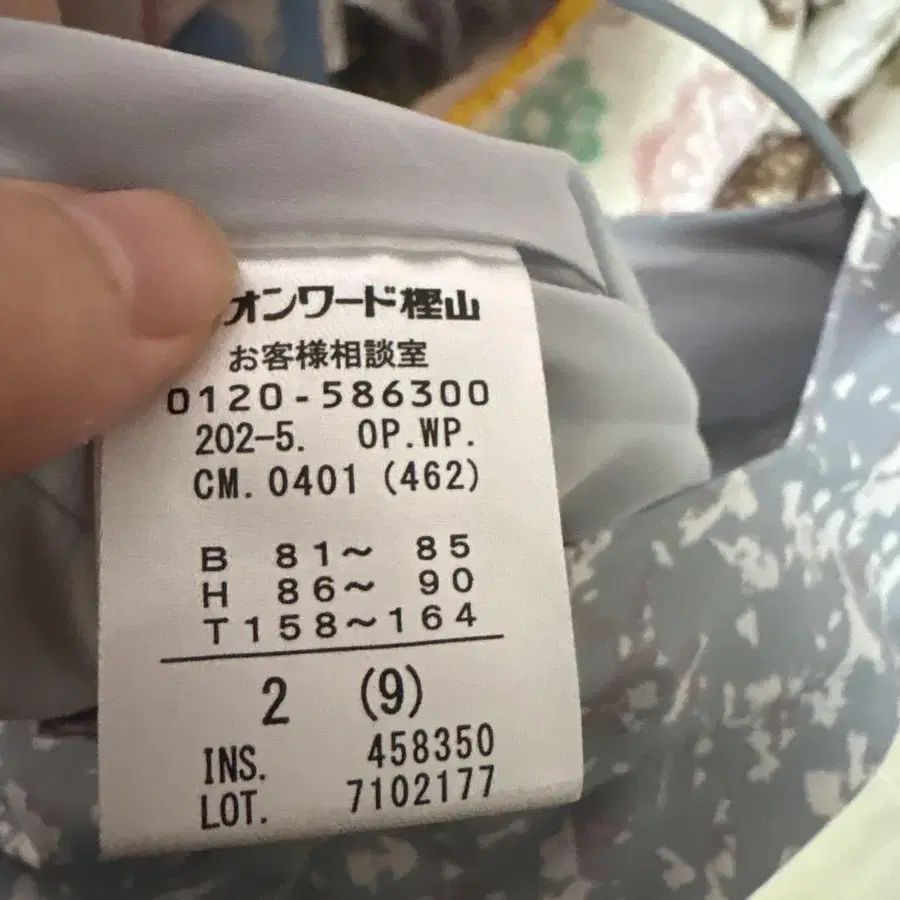 オンワード樫山
お客様相談室
0120-586300
202-5. OP.WP.
CM.0401 (462)
B 81～ 85
H 86～ 90
T158～164
2 (9)
INS. 458350
LOT. 7102177